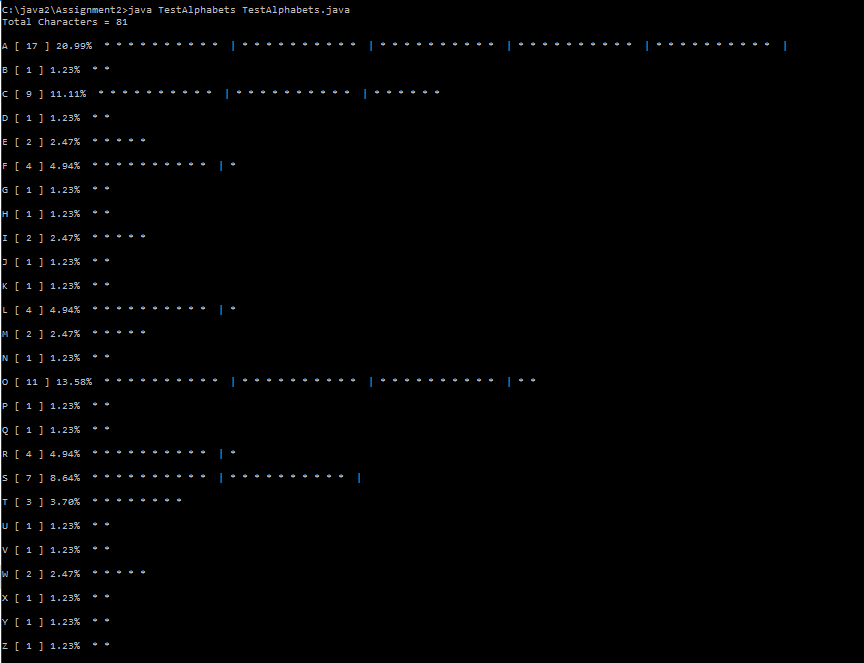 C:\java2\Assignment2>java TestAlphabets TestAlphabets.java
Total Characters = 81
A [ 17 ] 20.99%  * * * * * * * * * *  | * * * * * * * * * *  | * * * * * * * * * *  | * * * * * * * * * *  | * * * * * * * * * *  |
B [ 1 ] 1.23%  * *
C [ 9 ] 11.11%  * * * * * * * * * *  | * * * * * * * * * *  | * * * * * *
D [ 1 ] 1.23%  * *
E [ 2 ] 2.47%  * * * * *
F [ 4 ] 4.94%  * * * * * * * * * *  | *
G [ 1 ] 1.23%  * *
H [ 1 ] 1.23%  * *
I [ 2 ] 2.47%  * * * * *
J [ 1 ] 1.23%  * *
K [ 1 ] 1.23%  * *
L [ 4 ] 4.94%  * * * * * * * * * *  | *
M [ 2 ] 2.47%  * * * * *
N [ 1 ] 1.23%  * *
O [ 11 ] 13.58%  * * * * * * * * * *  | * * * * * * * * * *  | * * * * * * * * * *  | * *
P [ 1 ] 1.23%  * *
Q [ 1 ] 1.23%  * *
R [ 4 ] 4.94%  * * * * * * * * * *  | *
S [ 7 ] 8.64%  * * * * * * * * * *  | * * * * * * * * * *  |
T [ 3 ] 3.70%  * * * * * * * *
U [ 1 ] 1.23%  * *
V [ 1 ] 1.23%  * *
W [ 2 ] 2.47%  * * * * *
X [ 1 ] 1.23%  * *
Y [ 1 ] 1.23%  * *
Z [ 1 ] 1.23%  * *